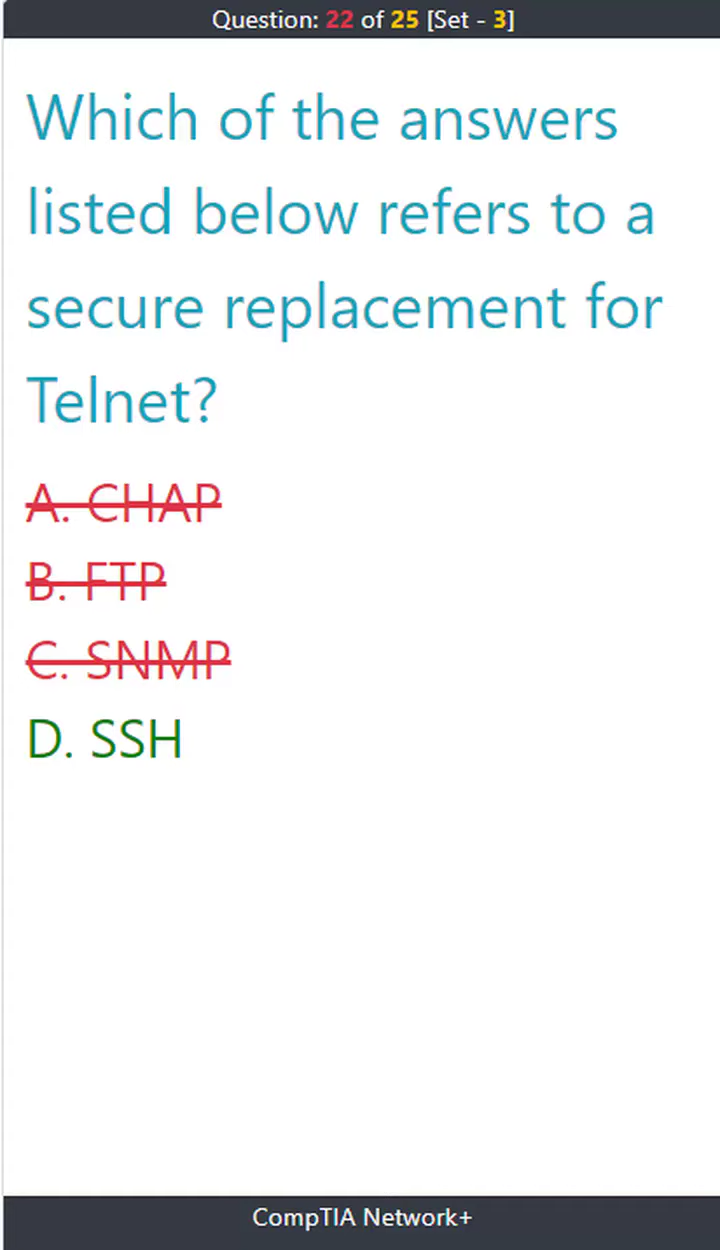 Question: 22 of 25 [Set - 3]
Which of the answers
listed below refers to a
secure replacement for
Telnet?
A. CHAP
B. FTP
C. SNMP
D. SSH
CompTIA Network+